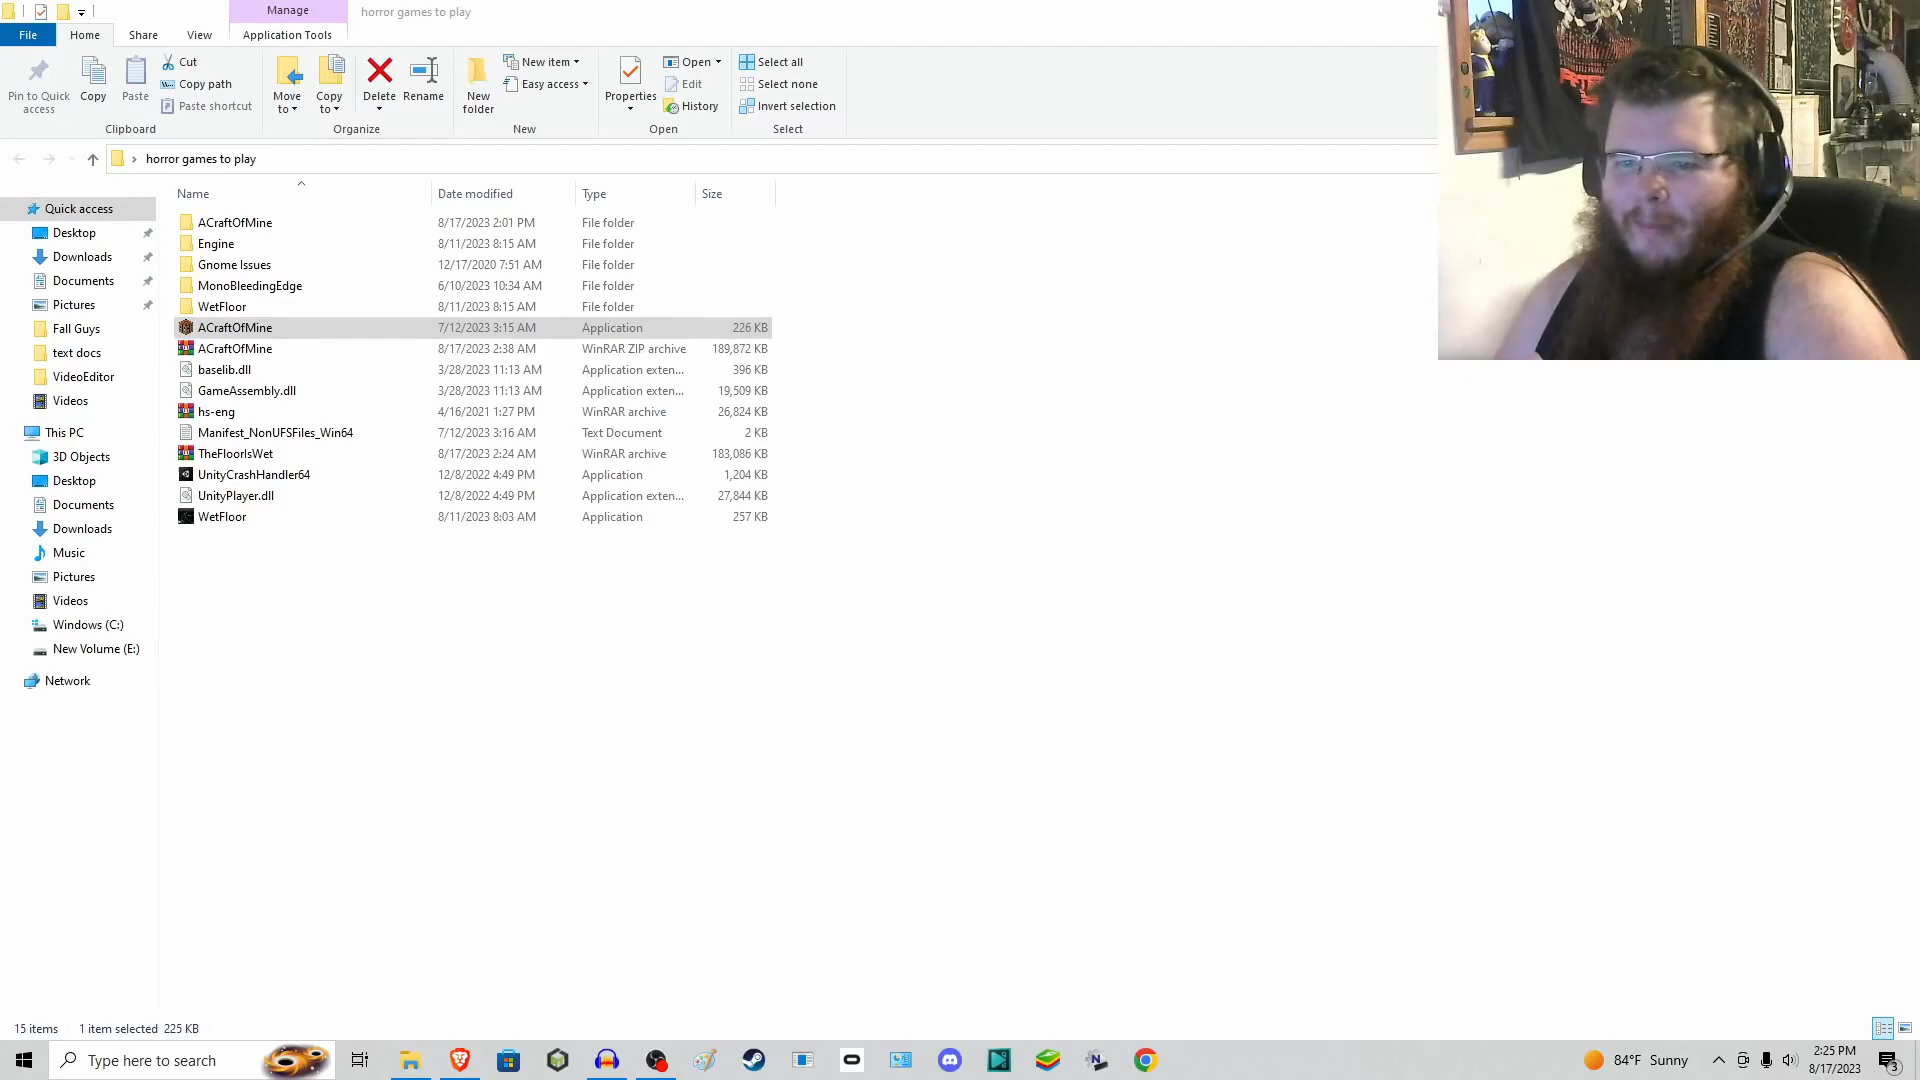 Manage
horror games to play
File
Home
Share
View
Application Tools
Pin to Quick access
Copy
Paste
Cut
Copy path
Paste shortcut
Clipboard
Move to
Copy to
Delete
Rename
Organize
New folder
New item
Easy access
New
Properties
Open
Edit
History
Open
Select all
Select none
Invert selection
Select
horror games to play
Name
Date modified
Type
Size
Quick access
Desktop
Downloads
Documents
Pictures
Fall Guys
text docs
VideoEditor
Videos
This PC
3D Objects
Desktop
Documents
Downloads
Music
Pictures
Videos
Windows (C:)
New Volume (E:)
Network
ACraftOfMine 8/17/2023 2:01 PM File folder
Engine 8/11/2023 8:15 AM File folder
Gnome Issues 12/17/2020 7:51 AM File folder
MonoBleedingEdge 6/10/2023 10:34 AM File folder
WetFloor 8/11/2023 8:15 AM File folder
ACraftOfMine 7/12/2023 3:15 AM Application 226 KB
ACraftOfMine 8/17/2023 2:38 AM WinRAR ZIP archive 189,872 KB
baselib.dll 3/28/2023 11:13 AM Application exten... 396 KB
GameAssembly.dll 3/28/2023 11:13 AM Application exten... 19,509 KB
hs-eng 4/16/2021 1:27 PM WinRAR archive 26,824 KB
Manifest_NonUFSFiles_Win64 7/12/2023 3:16 AM Text Document 2 KB
TheFloorIsWet 8/17/2023 2:24 AM WinRAR archive 183,086 KB
UnityCrashHandler64 12/8/2022 4:49 PM Application 1,204 KB
UnityPlayer.dll 12/8/2022 4:49 PM Application exten... 27,844 KB
WetFloor 8/11/2023 8:03 AM Application 257 KB
15 items 1 item selected 225 KB
Type here to search
84°F Sunny
2:25 PM
8/17/2023
3